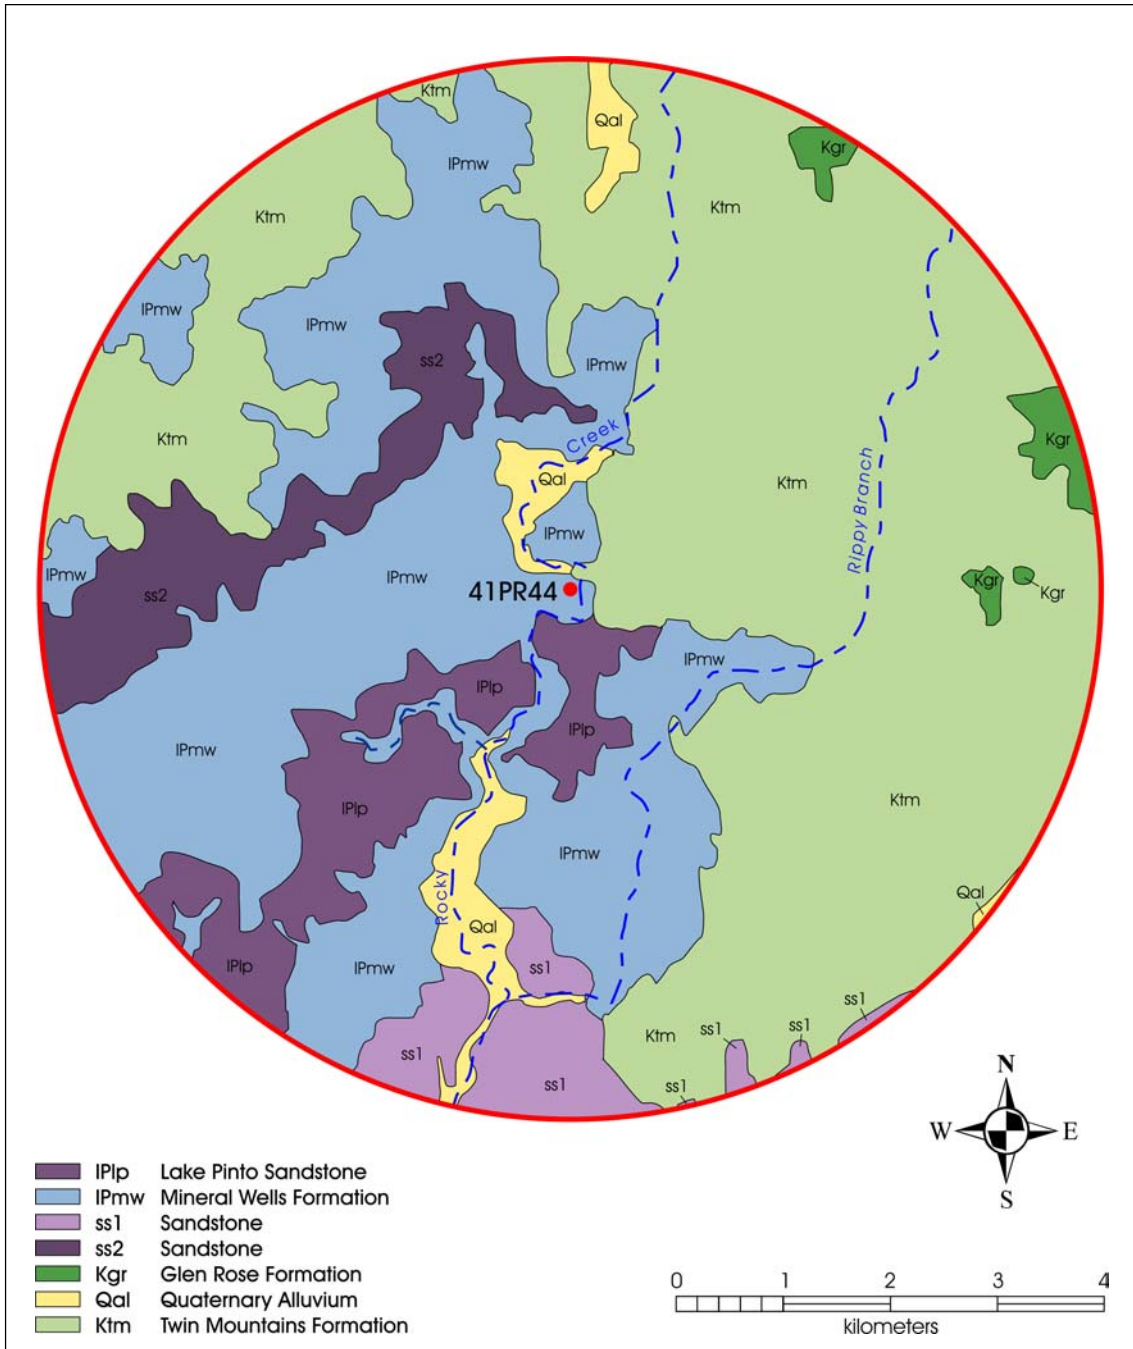 Ktm
Qal
Kgr
IPmw
Ktm
Ktm
IPmw
IPmw
ss2
IPmw
Creek
Ktm
Kgr
Qal
Ktm
Rippy Branch
IPmw
IPmw
IPmw
41PR44
Kgr
Kgr
ss2
IPmw
IPlp
IPlp
IPmw
Ktm
IPlp
IPmw
Rocky
Qal
Qal
IPlp
IPmw
ss1
ss1
ss1
ss1
Ktm
ss1
ss1
ss1
N
W E
S
IPlp Lake Pinto Sandstone
IPmw Mineral Wells Formation
ss1 Sandstone
ss2 Sandstone
Kgr Glen Rose Formation
Qal Quaternary Alluvium
Ktm Twin Mountains Formation
0 1 2 3 4
kilometers